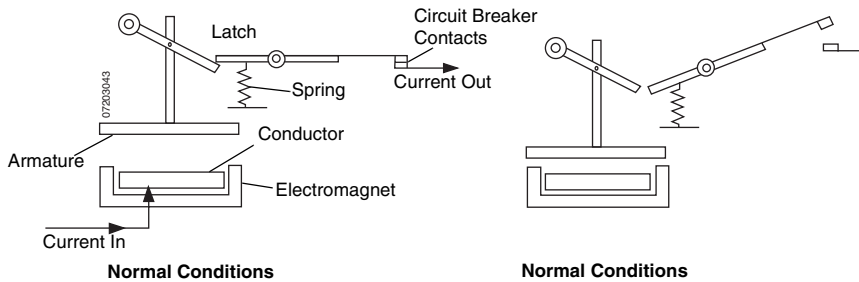 Circuit Breaker
Contacts
Latch
Current Out
Spring
07203043
Conductor
Armature
Electromagnet
Current In
Normal Conditions
Normal Conditions